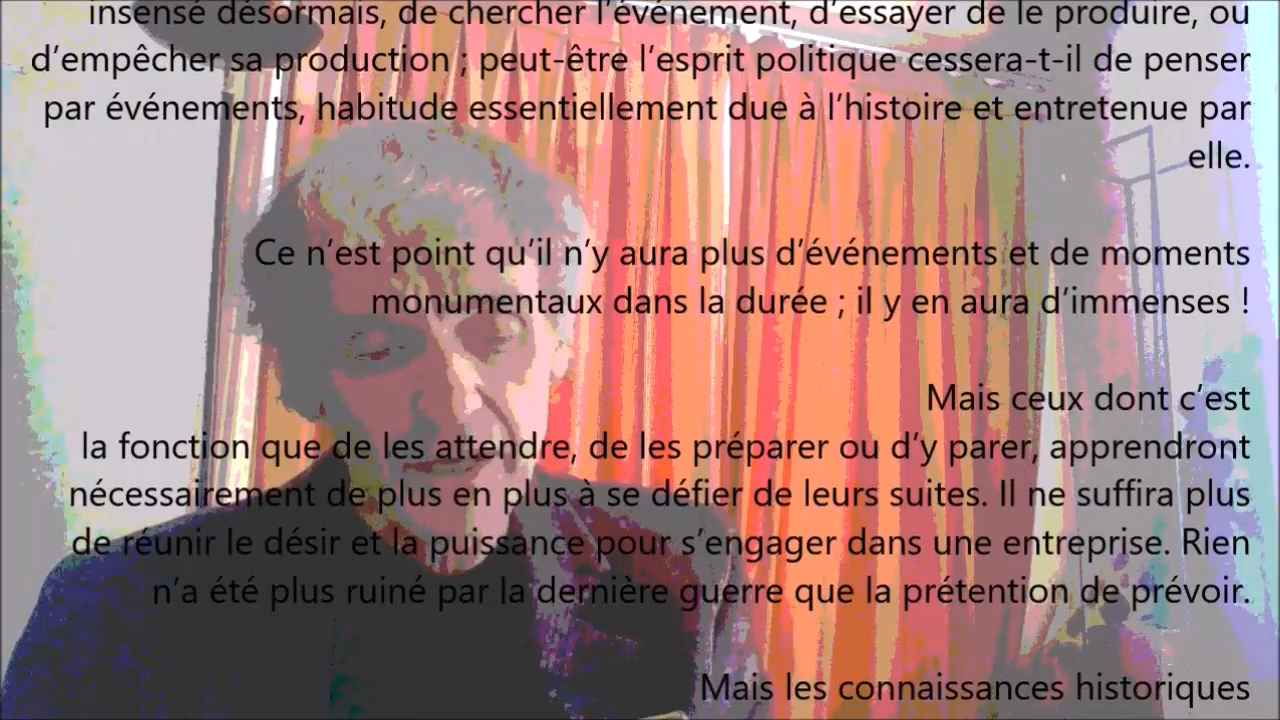 insensé désormais, de chercher l’événement, d’essayer de le produire, ou
d’empêcher sa production ; peut-être l’esprit politique cessera-t-il de penser
par événements, habitude essentiellement due à l’histoire et entretenue par
elle.
Ce n’est point qu’il n’y aura plus d’événements et de moments
monumentaux dans la durée ; il y en aura d’immenses !
Mais ceux dont c’est
la fonction que de les attendre, de les préparer ou d’y parer, apprendront
nécessairement de plus en plus à se défier de leurs suites. Il ne suffira plus
de réunir le désir et la puissance pour s’engager dans une entreprise. Rien
n’a été plus ruiné par la dernière guerre que la prétention de prévoir.
Mais les connaissances historiques